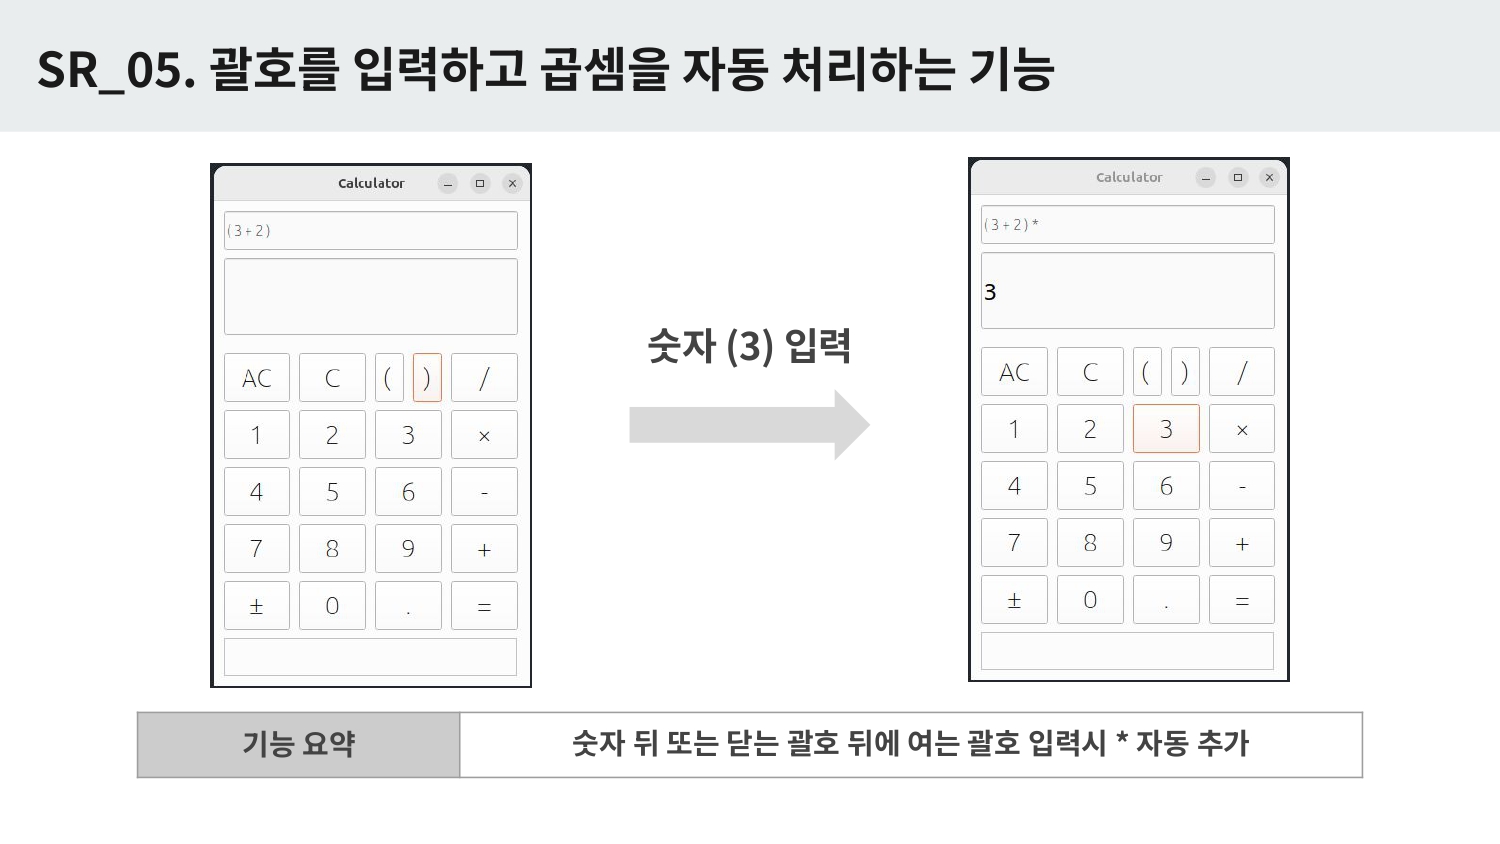 SR_05. 괄호를 입력하고 곱셈을 자동 처리하는 기능
Calculator
(3+2)
AC C ( ) /
1 2 3 ×
4 5 6 -
7 8 9 +
± 0 . =
숫자 (3) 입력
Calculator
(3+2)*
3
AC C ( ) /
1 2 3 ×
4 5 6 -
7 8 9 +
± 0 . =
기능 요약
숫자 뒤 또는 닫는 괄호 뒤에 여는 괄호 입력시 * 자동 추가